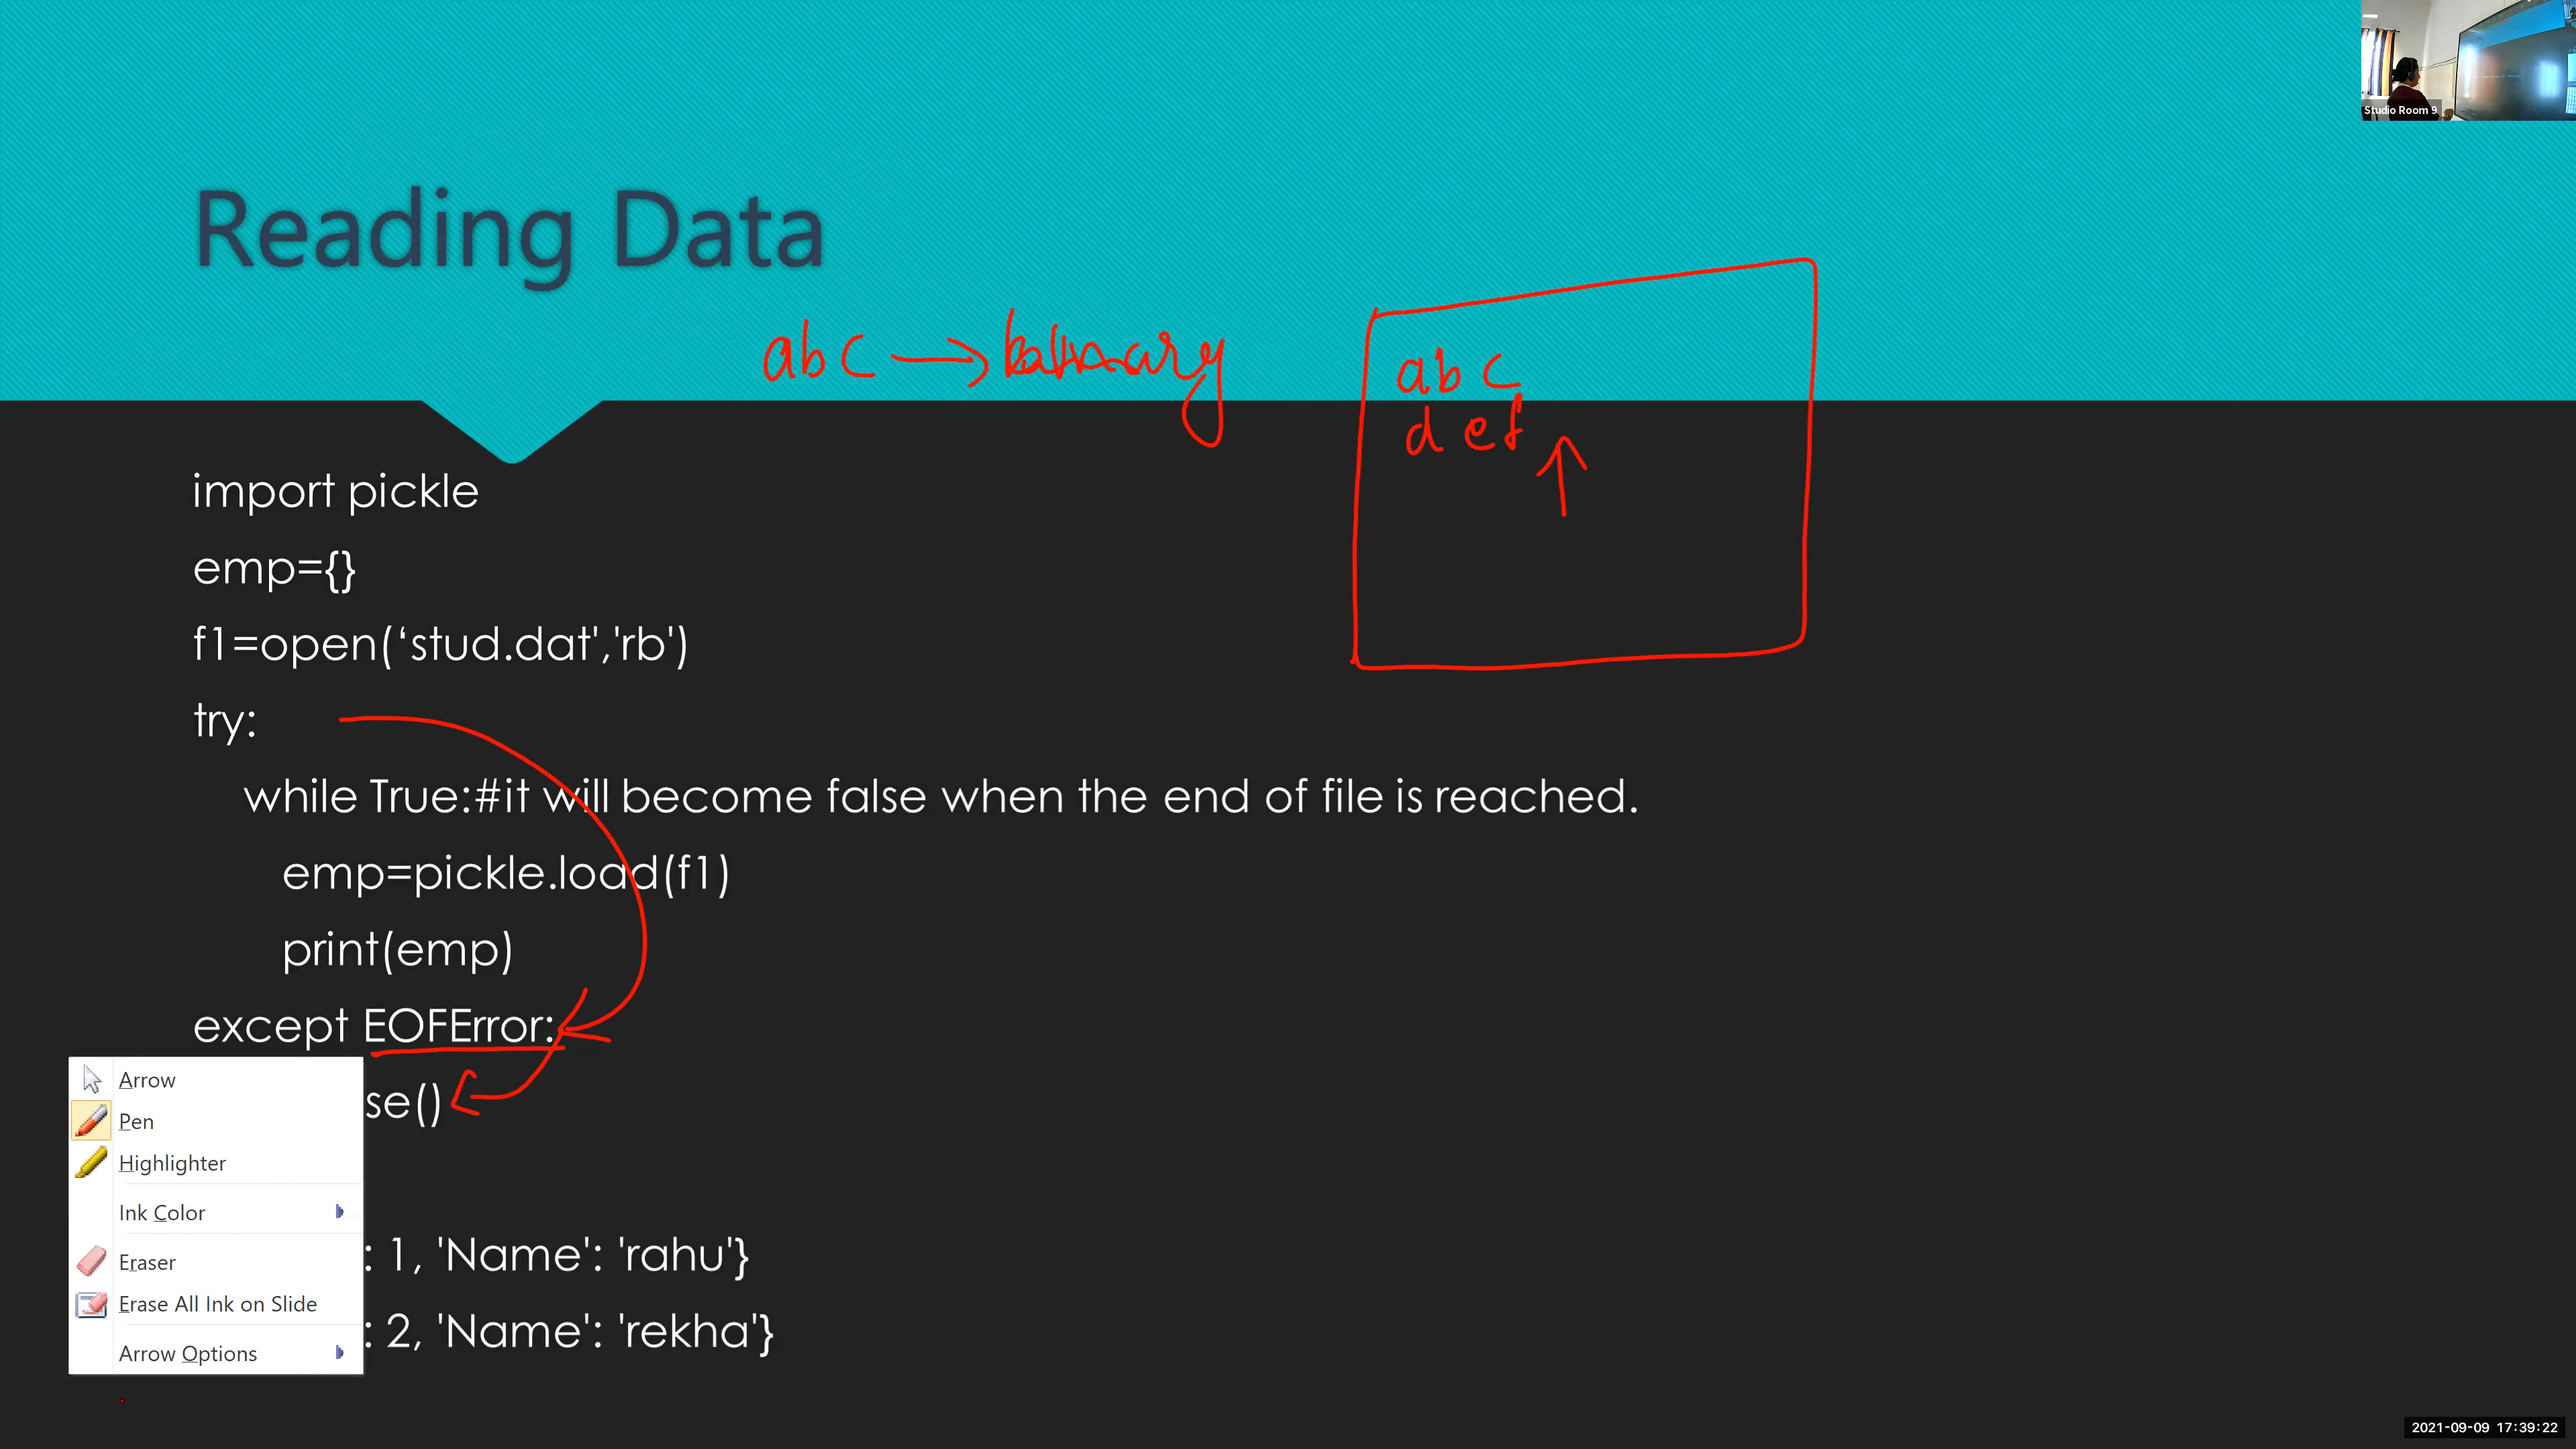 Studio Room 9
Reading Data
abc → binary
abc
def
import pickle
emp={}
f1=open(‘stud.dat','rb')
try:
while True:#it will become false when the end of file is reached.
emp=pickle.load(f1)
print(emp)
except EOFError:
se()
: 1, 'Name': 'rahu'}
: 2, 'Name': 'rekha'}
Arrow
Pen
Highlighter
Ink Color
Eraser
Erase All Ink on Slide
Arrow Options
2021-09-09 17:39:22